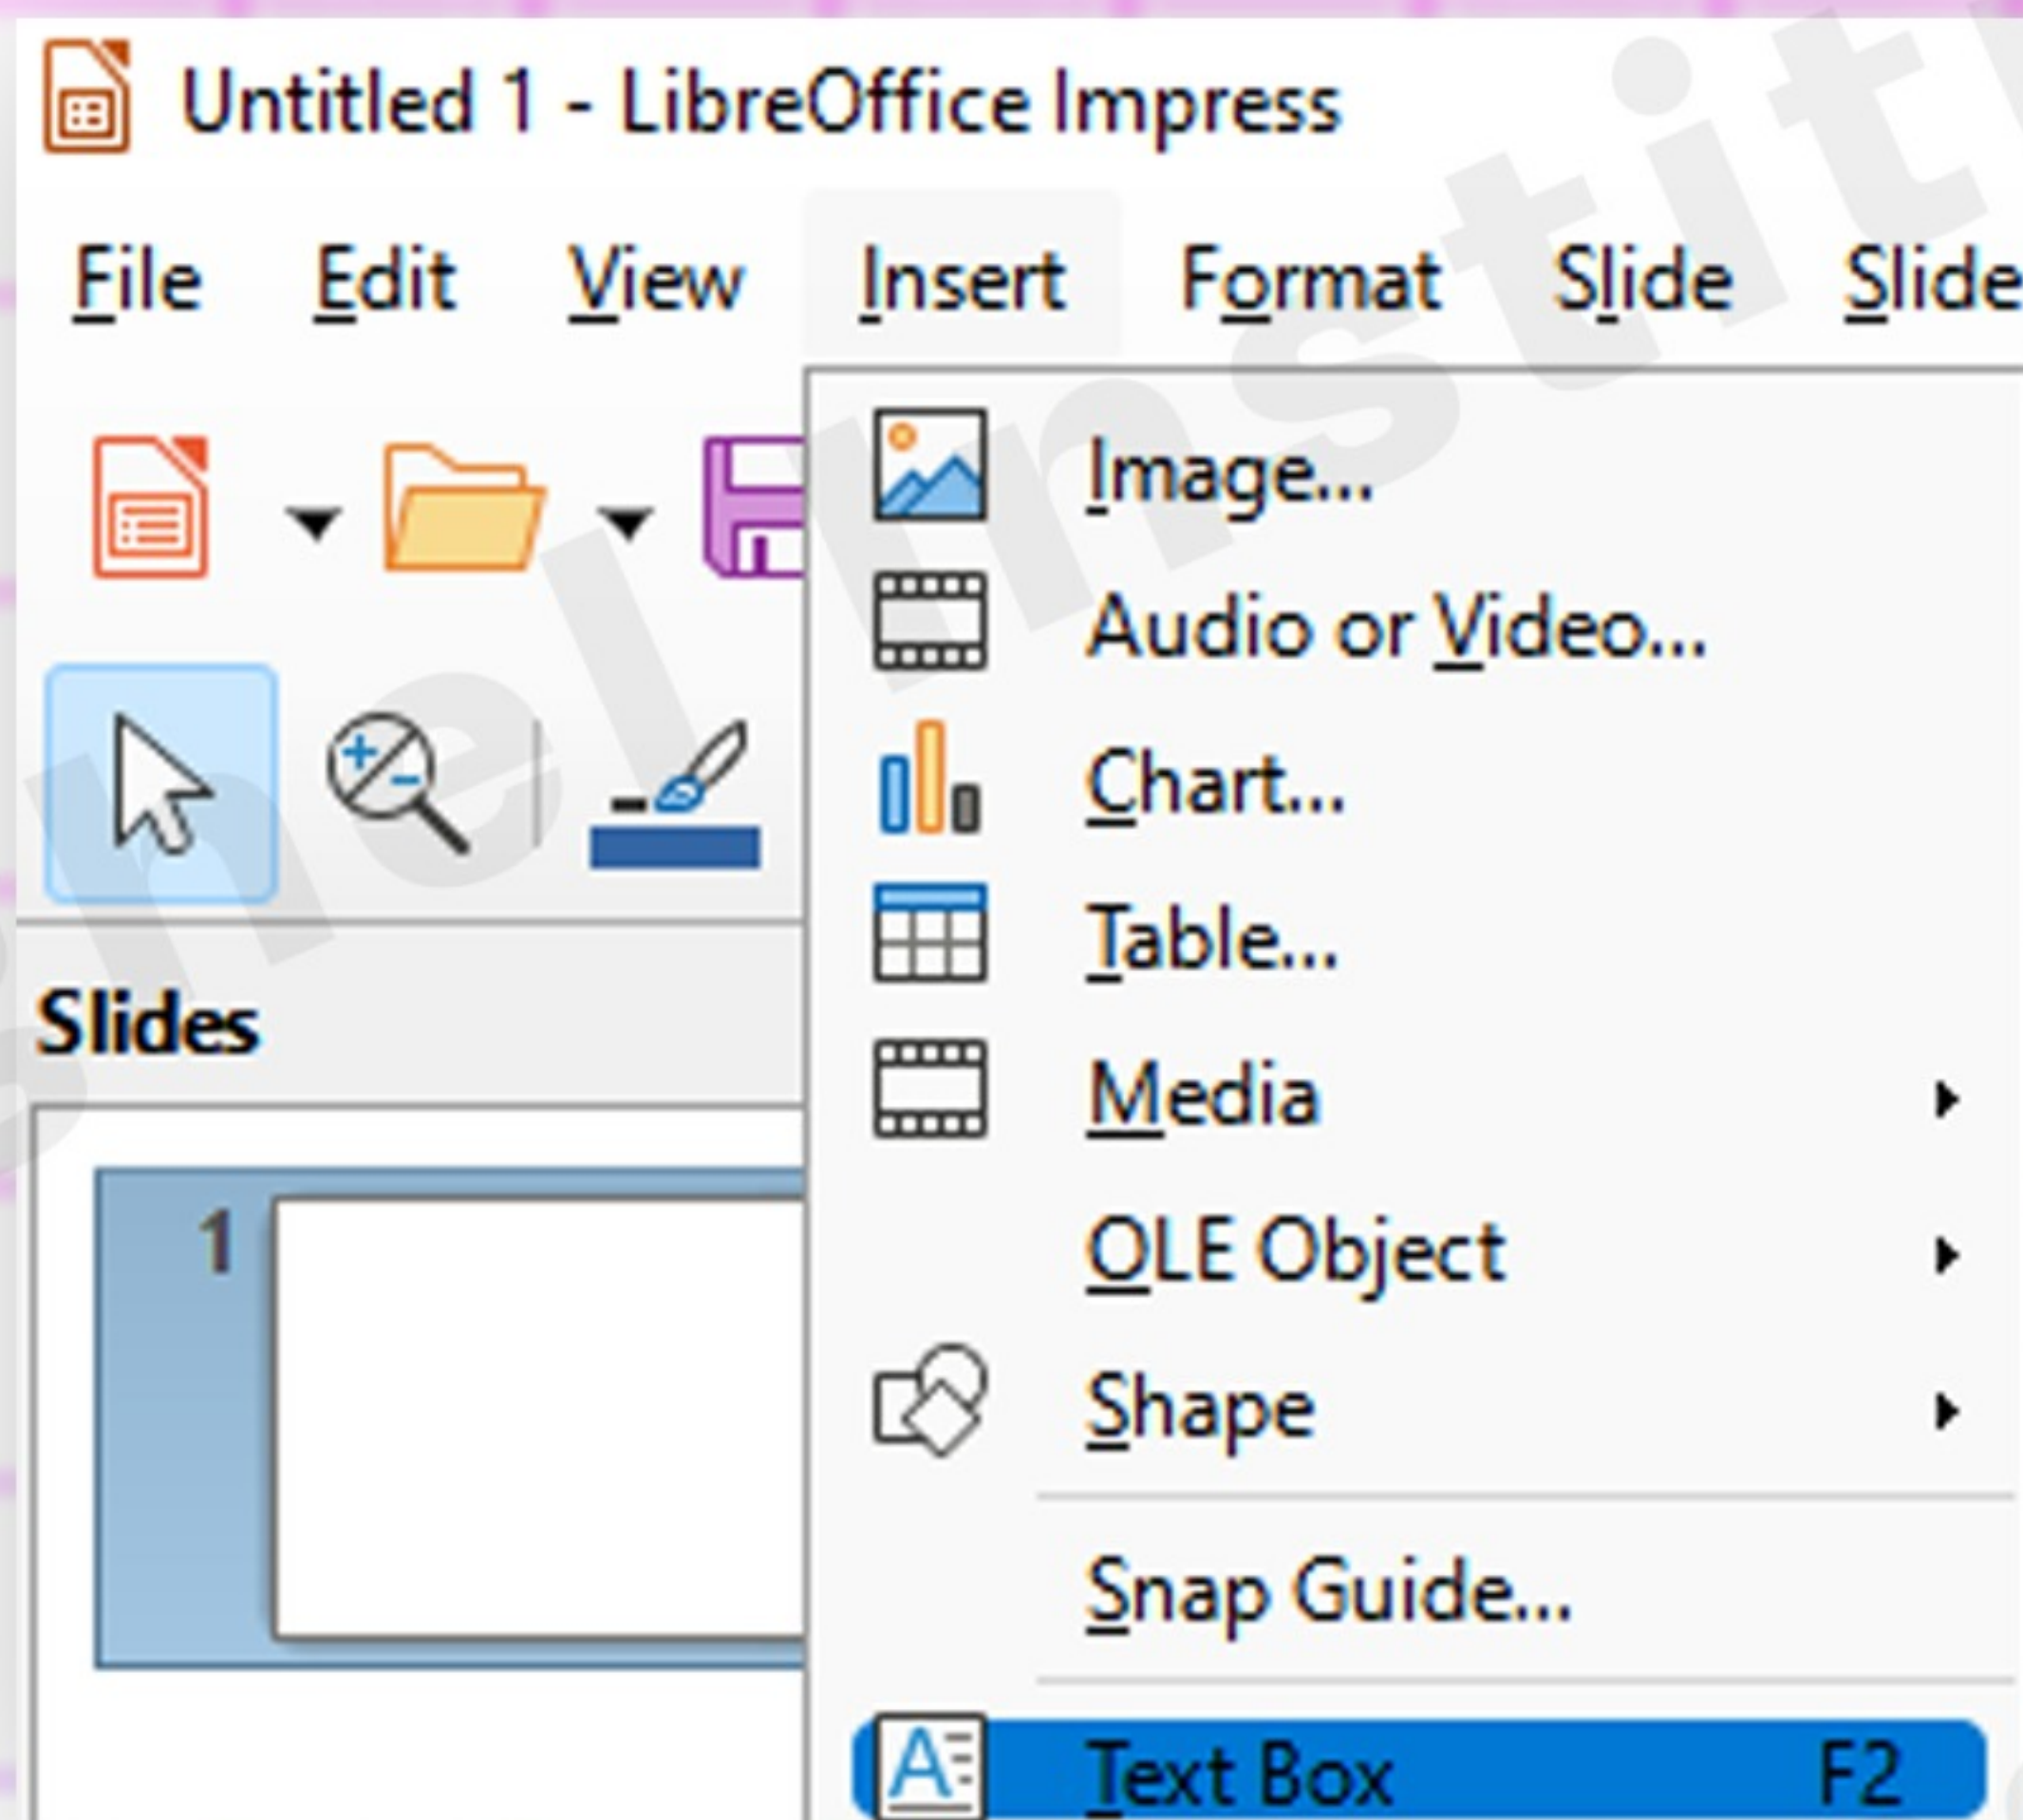 Untitled 1 - LibreOffice Impress
File Edit View Insert Format Slide Slide
Image...
Audio or Video...
Chart...
Table...
Slides
Media
1
OLE Object
Shape
Snap Guide...
Text Box F2